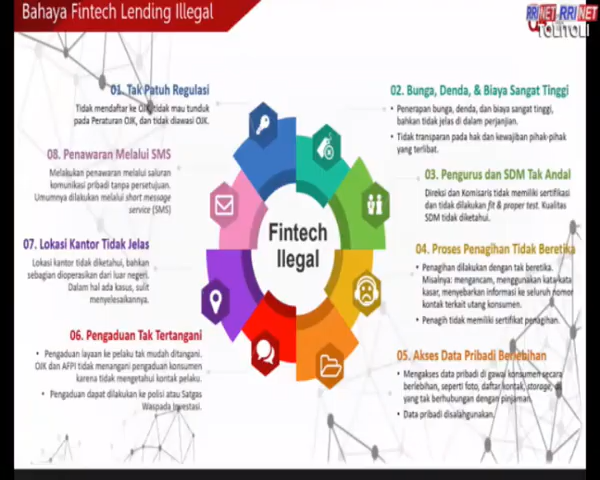 Bahaya Fintech Lending Illegal
RRI NET RRI NET
TOLITOLI
01. Tak Patuh Regulasi
Tidak mendaftar ke OJK, tidak mau tunduk
pada Peraturan OJK, dan tidak diawasi OJK.
08. Penawaran Melalui SMS
Melakukan penawaran melalui saluran
komunikasi pribadi tanpa persetujuan.
Umumnya dilakukan melalui short message
service (SMS)
07. Lokasi Kantor Tidak Jelas
Lokasi kantor tidak diketahui, bahkan
sebagian dioperasikan dari luar negeri.
Dalam hal ada kasus, sulit
menyelesaikannya.
06. Pengaduan Tak Tertangani
• Pengaduan layanan ke pelaku tak mudah ditangani.
OJK dan AFPI tidak menangani pengaduan konsumen
karena tidak mengetahui kontak pelaku.
• Pengaduan dapat dilakukan ke polisi atau Satgas
Waspada Investasi.
Fintech
Ilegal
02. Bunga, Denda, & Biaya Sangat Tinggi
• Penerapan bunga, denda, dan biaya sangat tinggi,
bahkan tidak jelas di dalam perjanjian.
• Tidak transparan pada hak dan kewajiban pihak-pihak
yang terlibat.
03. Pengurus dan SDM Tak Andal
Direksi dan Komisaris tidak memiliki sertifikasi
dan tidak dilakukan fit & proper test. Kualitas
SDM tidak diketahui.
04. Proses Penagihan Tidak Beretika
• Penagihan dilakukan dengan tak beretika.
Misalnya: mengancam, menggunakan kata-kata
kasar, menyebarkan informasi ke seluruh nomor
kontak terkait utang konsumen.
• Penagih tidak memiliki sertifikat penagihan.
05. Akses Data Pribadi Berlebihan
• Mengakses data pribadi di gawai konsumen secara
berlebihan, seperti foto, daftar kontak, storage, dll
yang tak berhubungan dengan pinjaman.
• Data pribadi disalahgunakan.